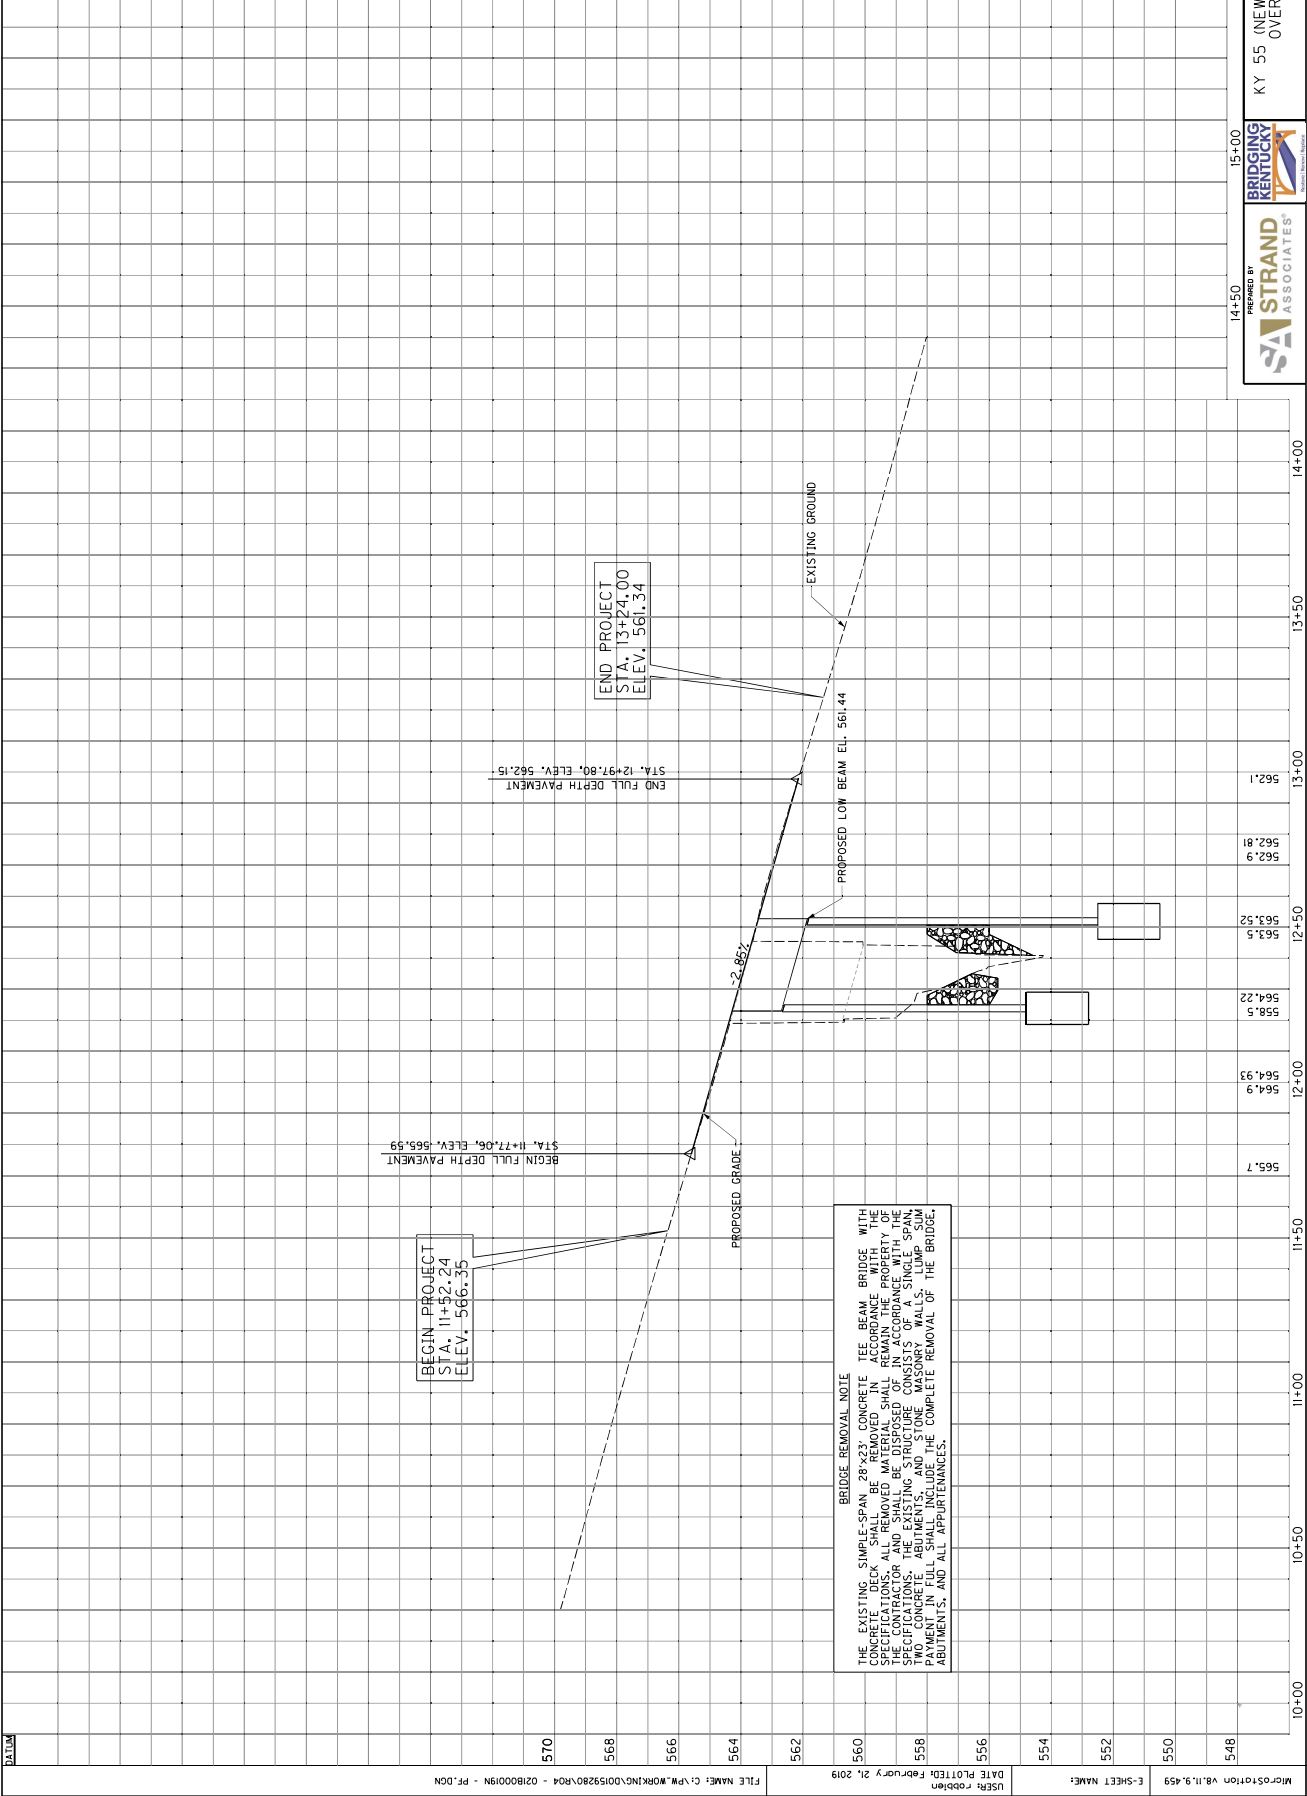 DATUM
BEGIN PROJECT
STA. 11+52.24
ELEV. 566.35
BEGIN FULL DEPTH PAVEMENT
STA. 11+77.06, ELEV. 565.59
END FULL DEPTH PAVEMENT
STA. 12+97.80, ELEV. 562.15
END PROJECT
STA. 13+24.00
ELEV. 561.34
PROPOSED GRADE
-2.85%
EXISTING GROUND
PROPOSED LOW BEAM EL. 561.44
BRIDGE REMOVAL NOTE
THE EXISTING SIMPLE-SPAN 28'x23' CONCRETE TEE BEAM BRIDGE WITH
CONCRETE DECK SHALL BE REMOVED IN ACCORDANCE WITH THE
SPECIFICATIONS. ALL REMOVED MATERIAL SHALL REMAIN THE PROPERTY OF
THE CONTRACTOR AND SHALL BE DISPOSED OF IN ACCORDANCE WITH THE
SPECIFICATIONS. THE EXISTING STRUCTURE CONSISTS OF A SINGLE SPAN,
TWO CONCRETE ABUTMENTS, AND STONE MASONRY WALLS. LUMP SUM
PAYMENT IN FULL SHALL INCLUDE THE COMPLETE REMOVAL OF THE BRIDGE,
ABUTMENTS, AND ALL APPURTENANCES.
570
568
566
564
562
560
558
556
554
552
550
548
565.7
564.9
564.93
558.5
564.22
563.5
563.52
562.9
562.81
562.1
10+00
10+50
11+00
11+50
12+00
12+50
13+00
13+50
14+00
14+50
15+00
FILE NAME: C:\PW_WORKING\D0159280\R04 - 021B00019N - PF.DGN
USER: robbien
DATE PLOTTED: February 21, 2019
E-SHEET NAME:
MicroStation v8.11.9.459
PREPARED BY
SA STRAND
ASSOCIATES®
BRIDGING
KENTUCKY
KY 55 (NEW
OVER